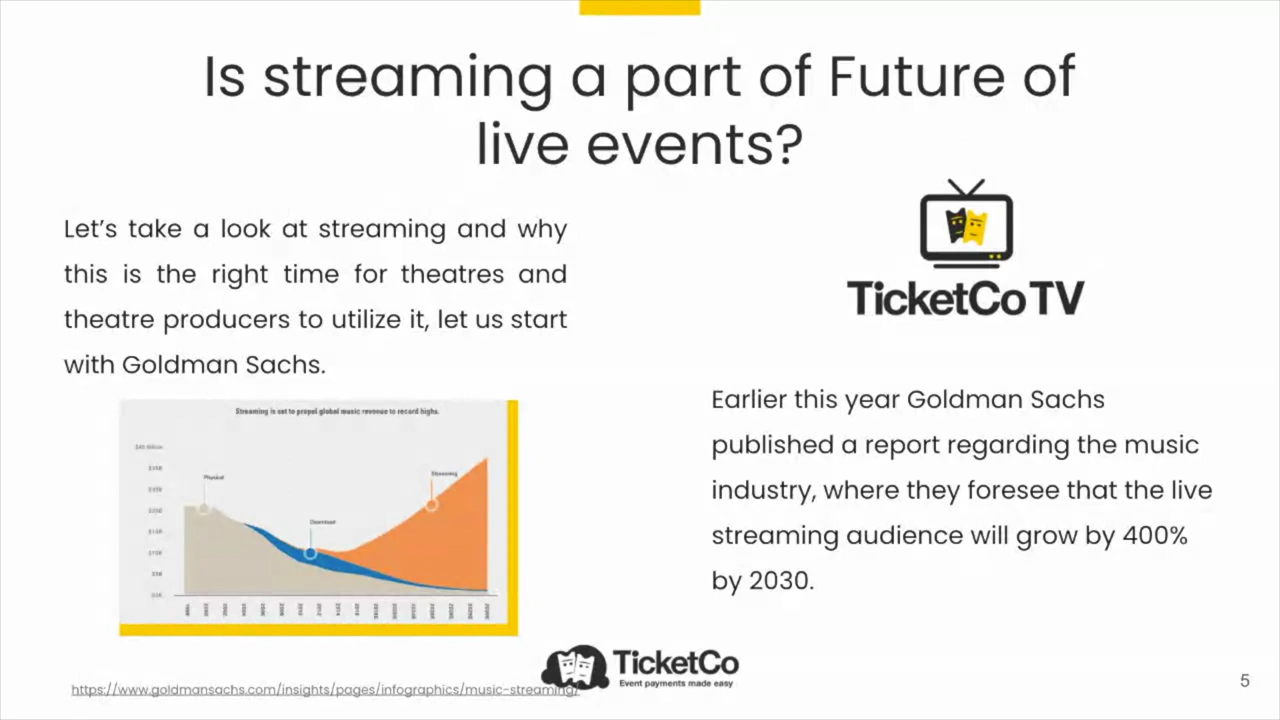 Is streaming a part of Future of
live events?
Let's take a look at streaming and why
this is the right time for theatres and
theatre producers to utilize it, let us start
with Goldman Sachs.
TicketCo TV
Earlier this year Goldman Sachs
published a report regarding the music
industry, where they foresee that the live
streaming audience will grow by 400%
by 2030.
Streaming is set to propel global music revenue to record highs.
Physical
Download
Streaming
TicketCo
Event payments made easy
https://www.goldmansachs.com/insights/pages/infographics/music-streaming/
5